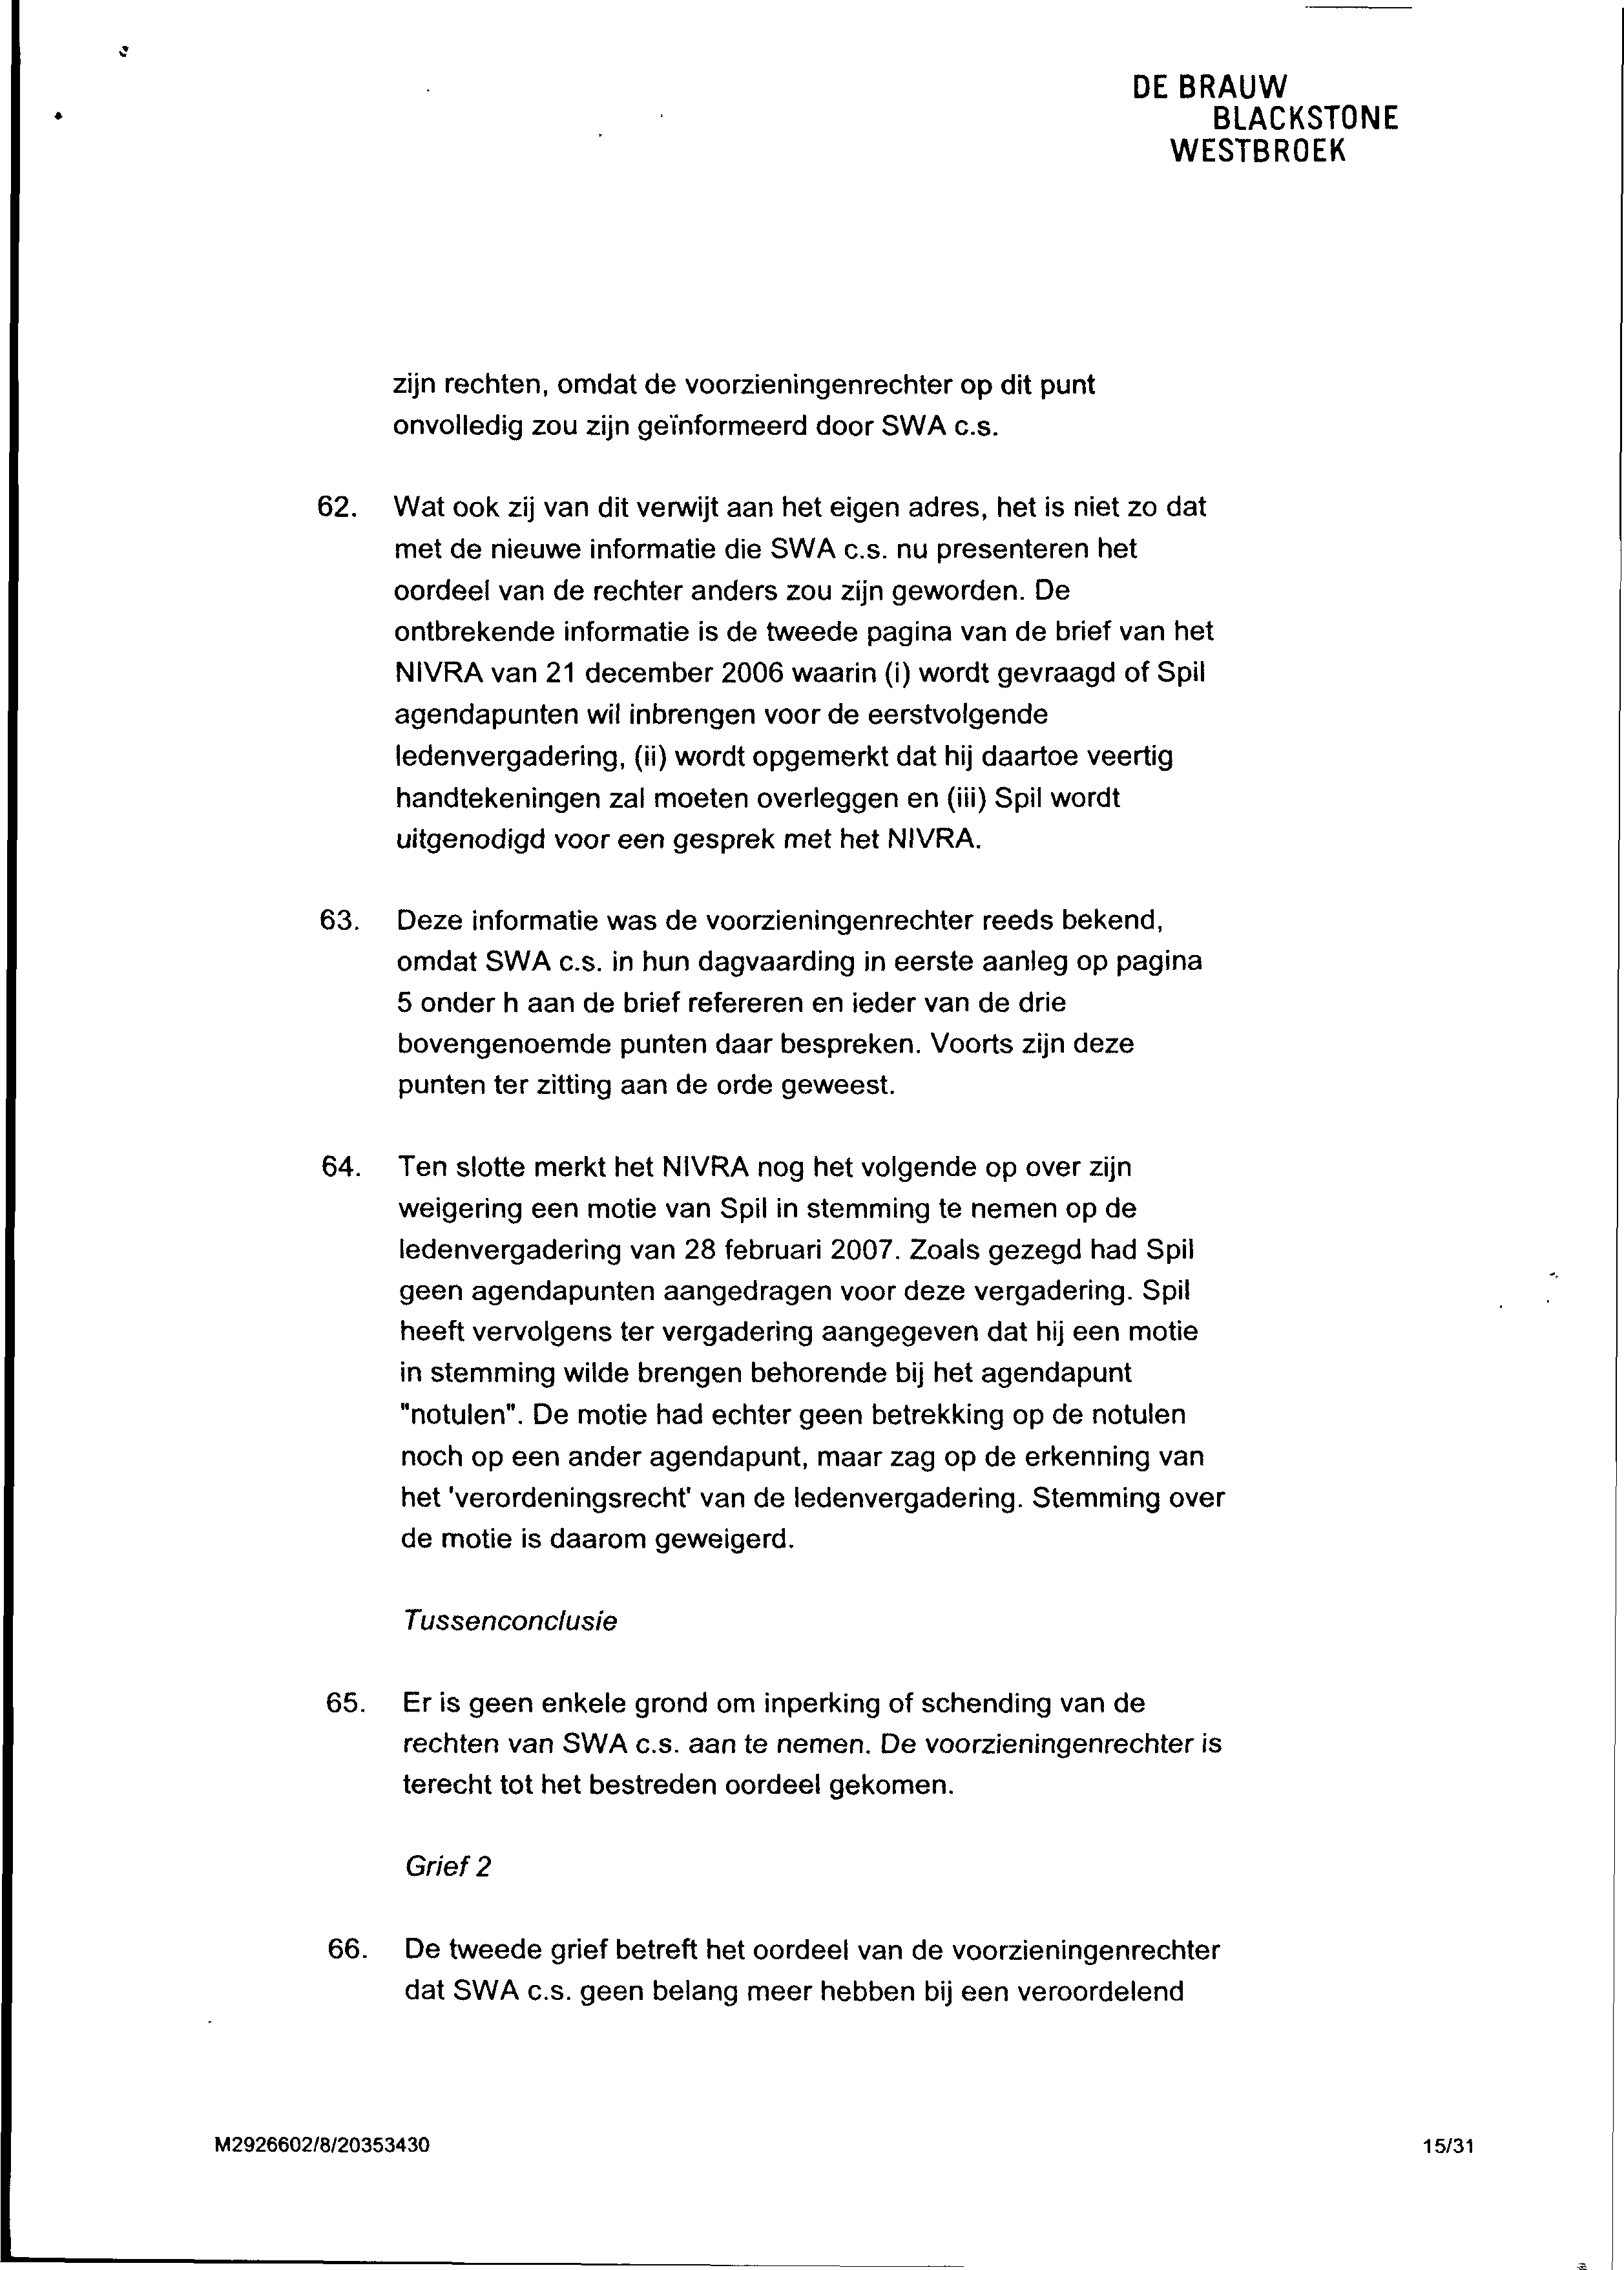 DE BRAUW
BLACKSTONE
WESTBROEK
zijn rechten, omdat de voorzieningenrechter op dit punt
onvolledig zou zijn geïnformeerd door SWA c.s.
62. Wat ook zij van dit verwijt aan het eigen adres, het is niet zo dat
met de nieuwe informatie die SWA c.s. nu presenteren het
oordeel van de rechter anders zou zijn geworden. De
ontbrekende informatie is de tweede pagina van de brief van het
NIVRA van 21 december 2006 waarin (i) wordt gevraagd of Spil
agendapunten wil inbrengen voor de eerstvolgende
ledenvergadering, (ii) wordt opgemerkt dat hij daartoe veertig
handtekeningen zal moeten overleggen en (iii) Spil wordt
uitgenodigd voor een gesprek met het NIVRA.
63. Deze informatie was de voorzieningenrechter reeds bekend,
omdat SWA c.s. in hun dagvaarding in eerste aanleg op pagina
5 onder h aan de brief refereren en ieder van de drie
bovengenoemde punten daar bespreken. Voorts zijn deze
punten ter zitting aan de orde geweest.
64. Ten slotte merkt het NIVRA nog het volgende op over zijn
weigering een motie van Spil in stemming te nemen op de
ledenvergadering van 28 februari 2007. Zoals gezegd had Spil
geen agendapunten aangedragen voor deze vergadering. Spil
heeft vervolgens ter vergadering aangegeven dat hij een motie
in stemming wilde brengen behorende bij het agendapunt
"notulen". De motie had echter geen betrekking op de notulen
noch op een ander agendapunt, maar zag op de erkenning van
het 'verordeningsrecht' van de ledenvergadering. Stemming over
de motie is daarom geweigerd.
Tussenconclusie
65. Er is geen enkele grond om inperking of schending van de
rechten van SWA c.s. aan te nemen. De voorzieningenrechter is
terecht tot het bestreden oordeel gekomen.
Grief 2
66. De tweede grief betreft het oordeel van de voorzieningenrechter
dat SWA c.s. geen belang meer hebben bij een veroordelend
M2926602/8/20353430 15/31